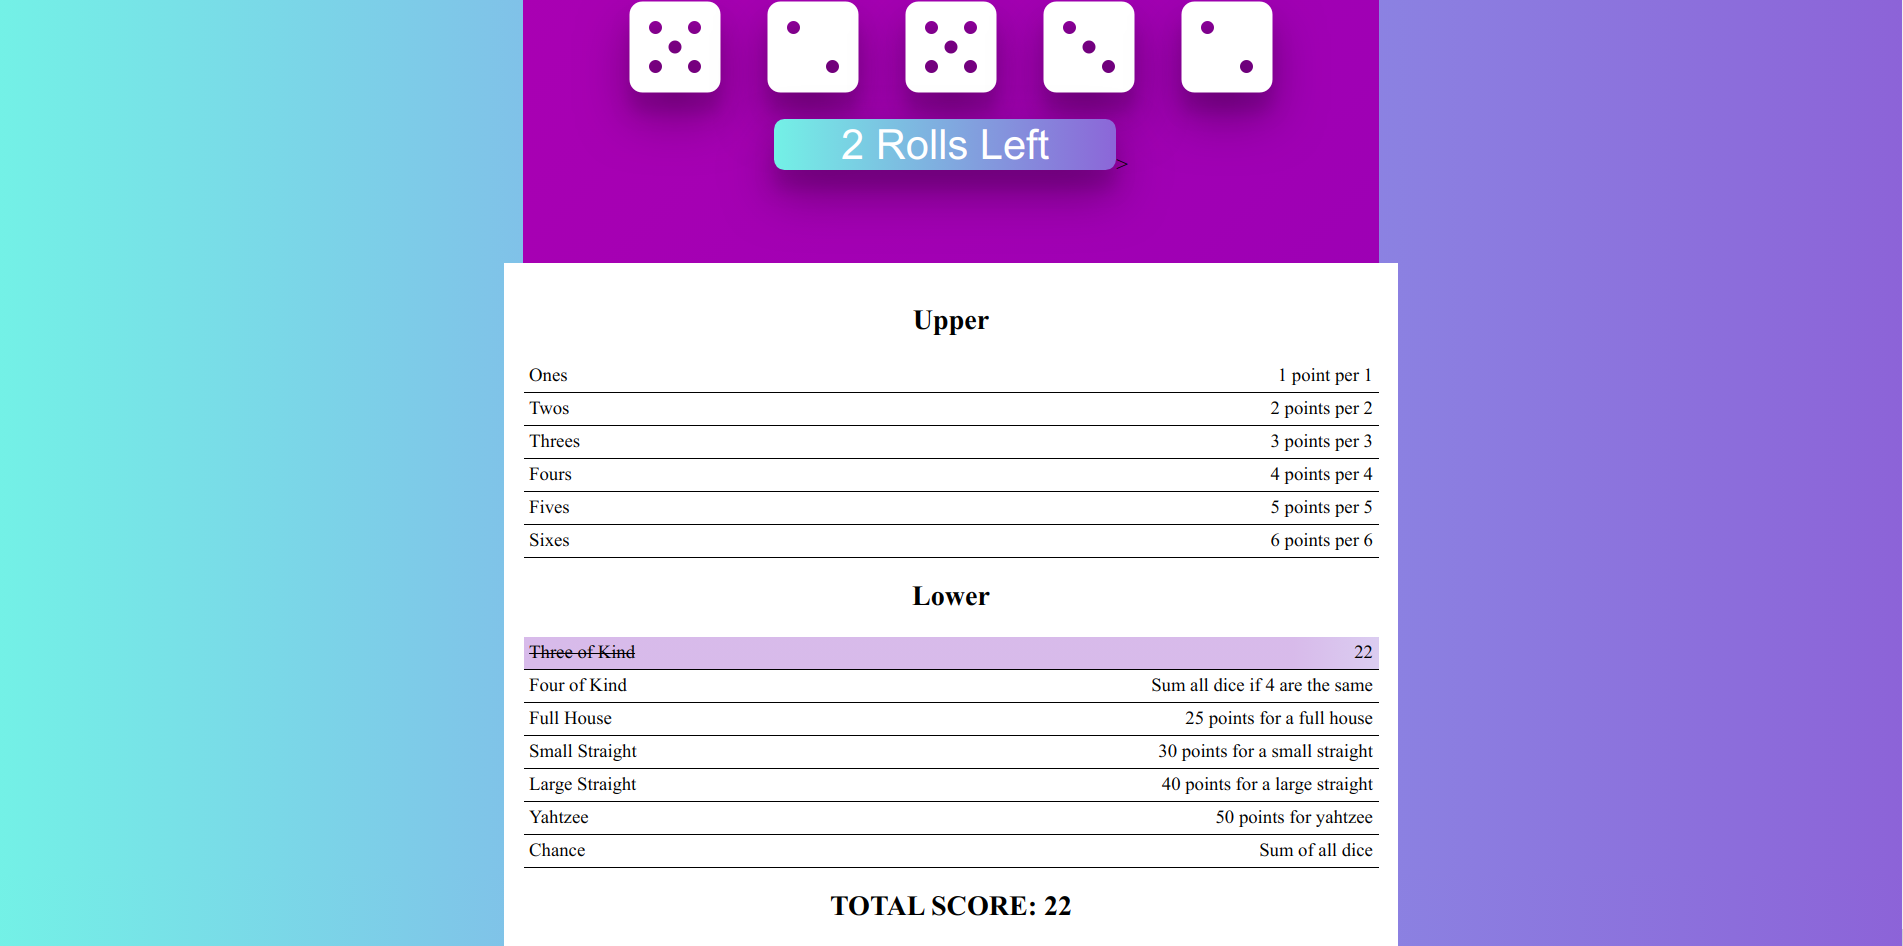 2 Rolls Left
>
Upper
Ones 1 point per 1
Twos 2 points per 2
Threes 3 points per 3
Fours 4 points per 4
Fives 5 points per 5
Sixes 6 points per 6
Lower
Three of Kind 22
Four of Kind Sum all dice if 4 are the same
Full House 25 points for a full house
Small Straight 30 points for a small straight
Large Straight 40 points for a large straight
Yahtzee 50 points for yahtzee
Chance Sum of all dice
TOTAL SCORE: 22